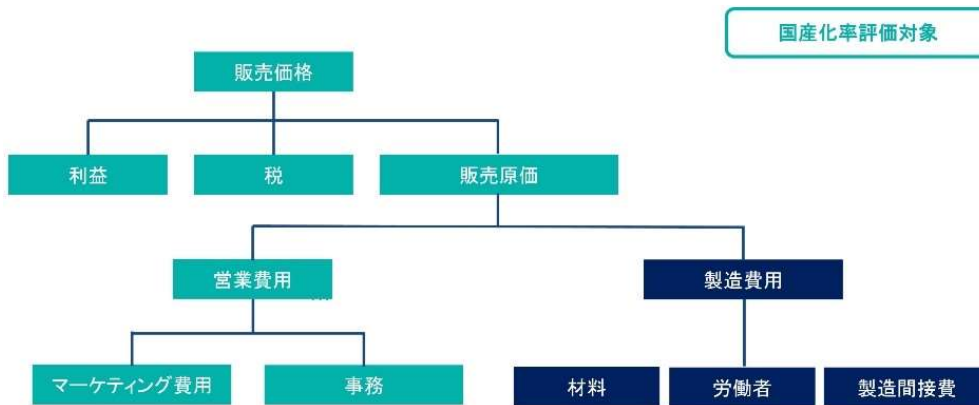 国産化率評価対象
販売価格
利益
税
販売原価
営業費用
製造費用
マーケティング費用
事務
材料
労働者
製造間接費